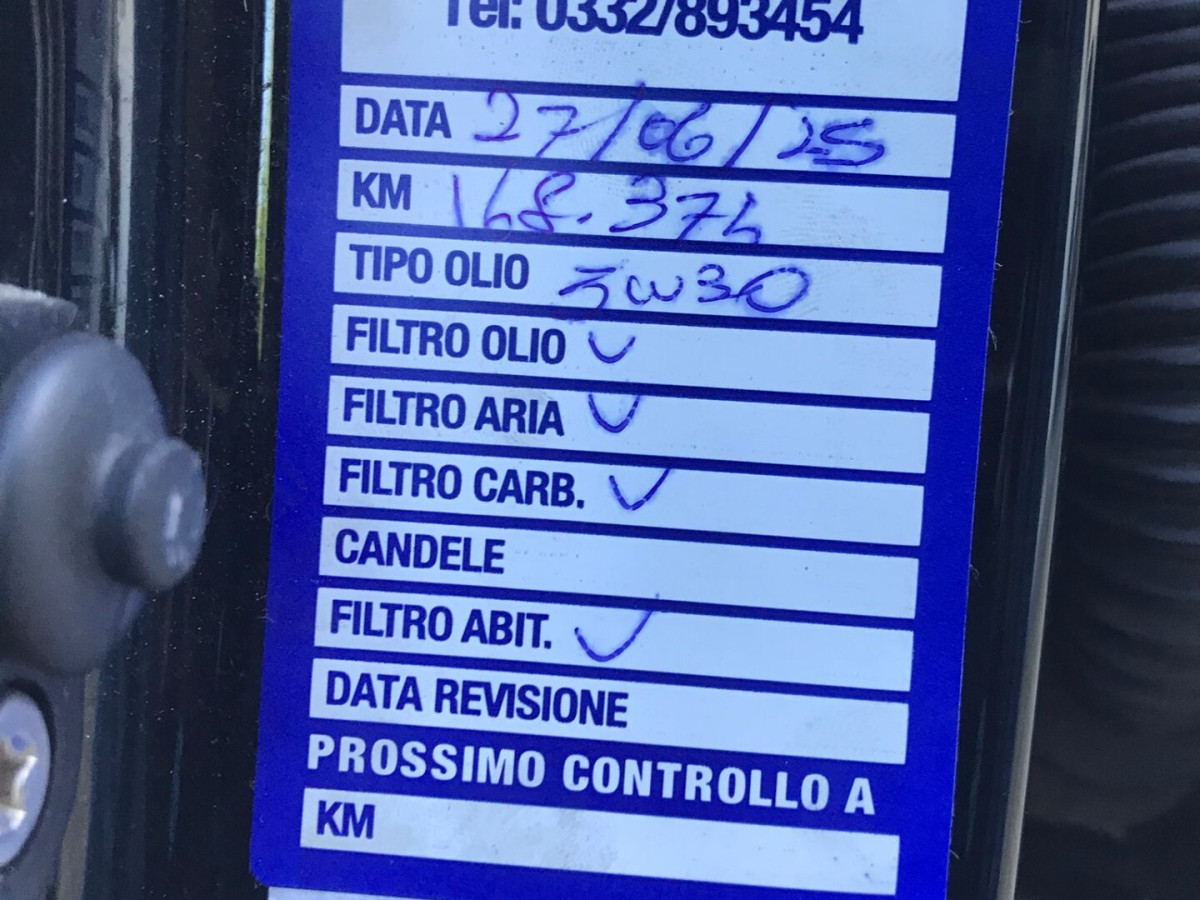 Tel: 0332/893454
DATA 27/06/25
KM 168.374
TIPO OLIO 5w30
FILTRO OLIO ✓
FILTRO ARIA ✓
FILTRO CARB. ✓
CANDELE
FILTRO ABIT. ✓
DATA REVISIONE
PROSSIMO CONTROLLO A
KM